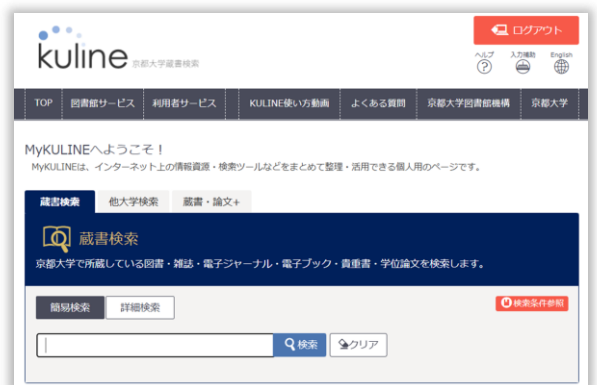 ログアウト
kuline 京都大学蔵書検索
ヘルプ 入力補助 English
TOP 図書館サービス 利用者サービス KULINE使い方動画 よくある質問 京都大学図書館機構 京都大学
MyKULINEへようこそ！
MyKULINEは、インターネット上の情報資源・検索ツールなどをまとめて整理・活用できる個人用のページです。
蔵書検索 他大学検索 蔵書・論文+
蔵書検索
京都大学で所蔵している図書・雑誌・電子ジャーナル・電子ブック・貴重書・学位論文を検索します。
簡易検索 詳細検索 検索条件参照
検索 クリア